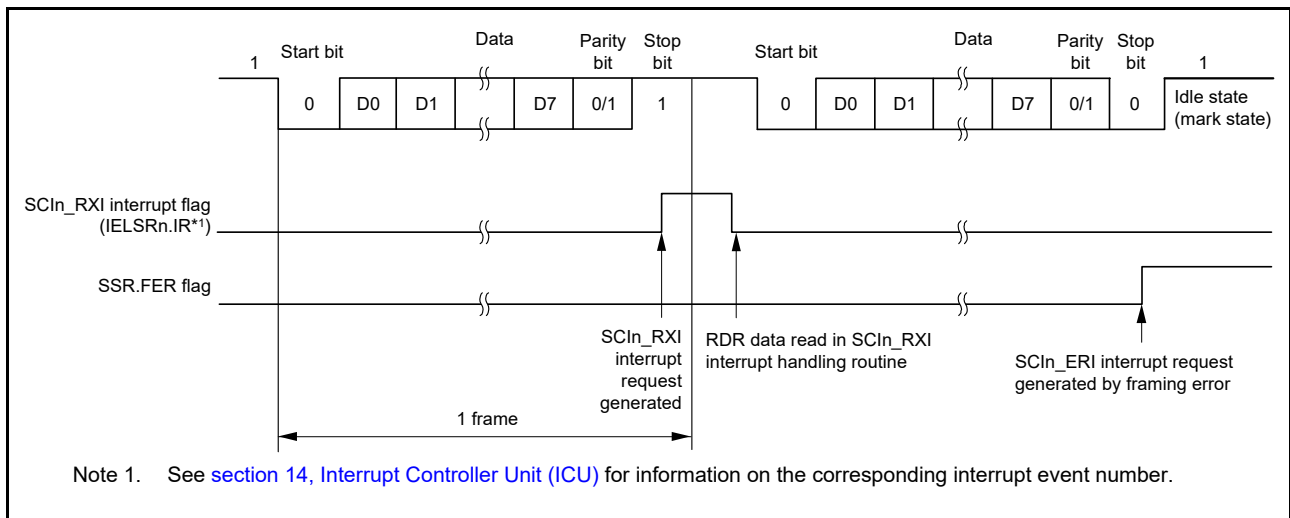 1 Start bit Data Parity bit Stop bit Start bit Data Parity bit Stop bit 1
0 D0 D1 D7 0/1 1 0 D0 D1 D7 0/1 0 Idle state (mark state)
SCIn_RXI interrupt flag
(IELSRn.IR*1)
SSR.FER flag
SCIn_RXI
interrupt
request
generated
RDR data read in SCIn_RXI
interrupt handling routine
SCIn_ERI interrupt request
generated by framing error
1 frame
Note 1. See section 14, Interrupt Controller Unit (ICU) for information on the corresponding interrupt event number.